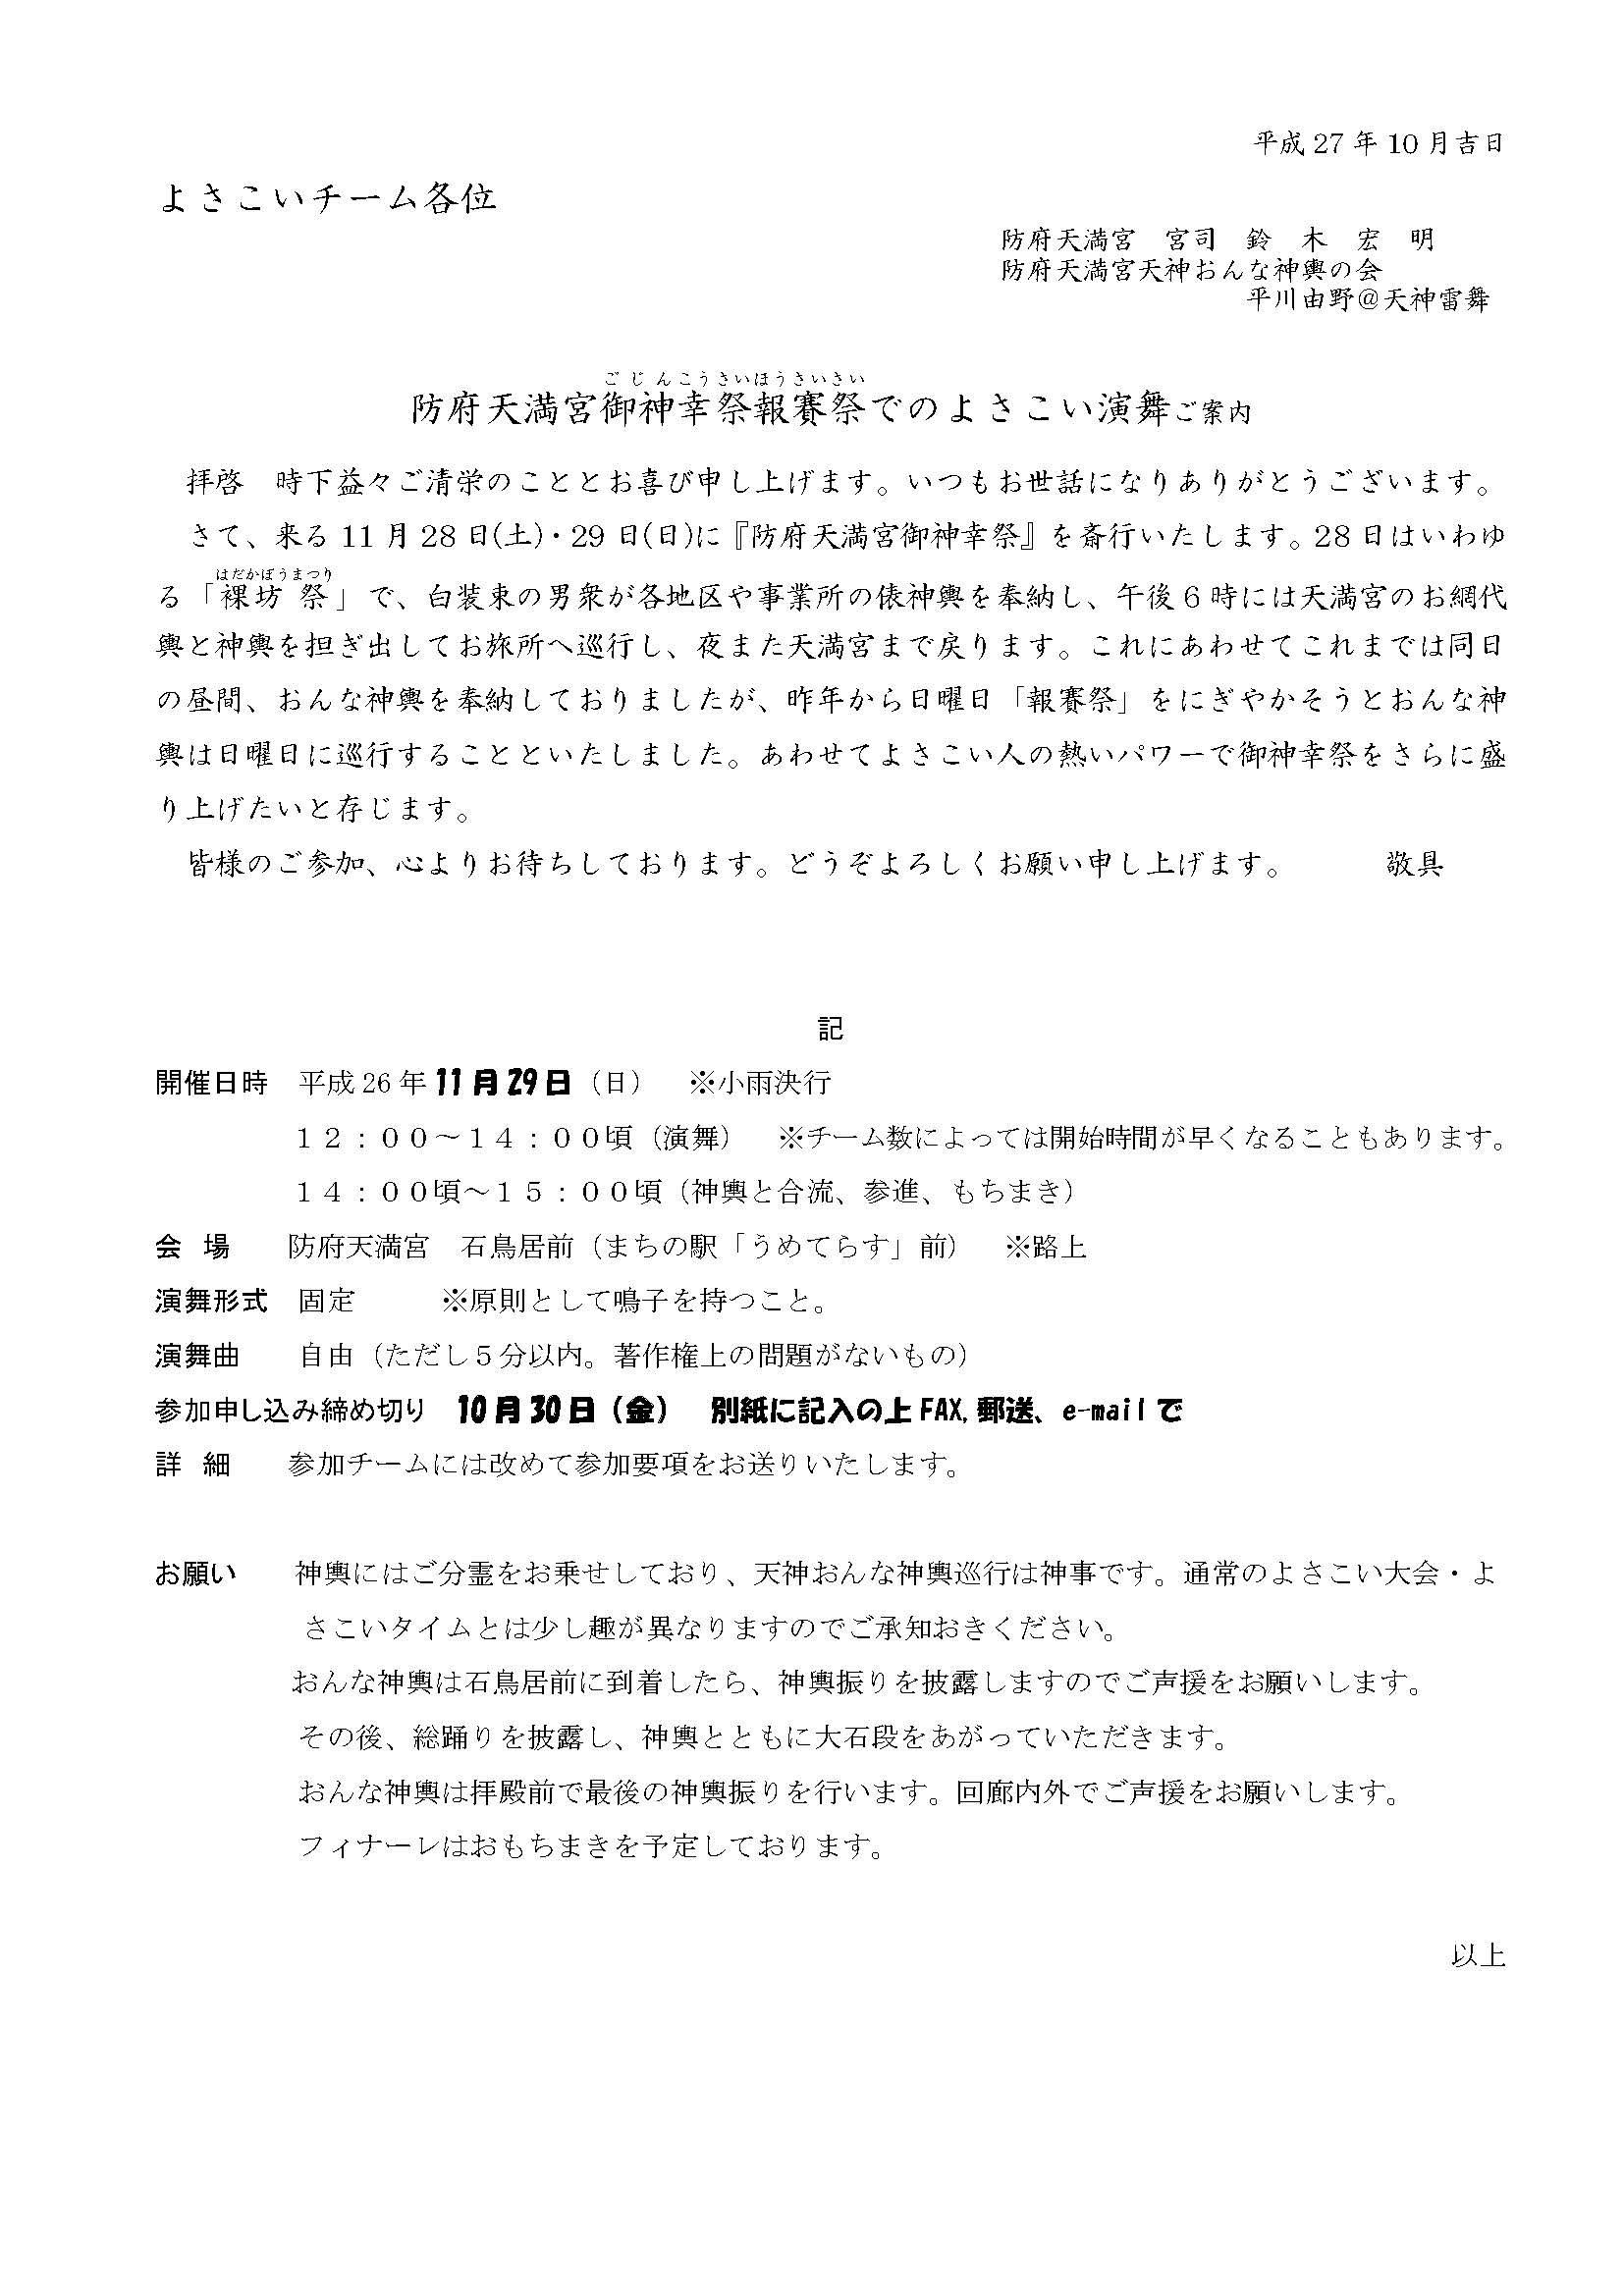 平成 27 年 10 月吉日
よさこいチーム各位
防府天満宮　宮司　鈴　木　宏　明
防府天満宮天神おんな神輿の会
平川由野＠天神雷舞
ごじんこうさいほうさいさい
防府天満宮御神幸祭報賽祭でのよさこい演舞ご案内
拝啓　時下益々ご清栄のこととお喜び申し上げます。いつもお世話になりありがとうございます。
さて、来る 11 月 28 日(土)・29 日(日)に『防府天満宮御神幸祭』を斎行いたします。28 日はいわゆ
はだかぼうまつり
る「裸坊 祭」で、白装束の男衆が各地区や事業所の俵神輿を奉納し、午後 6 時には天満宮のお網代
輿と神輿を担ぎ出してお旅所へ巡行し、夜また天満宮まで戻ります。これにあわせてこれまでは同日
の昼間、おんな神輿を奉納しておりましたが、昨年から日曜日「報賽祭」をにぎやかそうとおんな神
輿は日曜日に巡行することといたしました。あわせてよさこい人の熱いパワーで御神幸祭をさらに盛
り上げたいと存じます。
皆様のご参加、心よりお待ちしております。どうぞよろしくお願い申し上げます。　　　敬具
記
開催日時　平成 26 年 11 月 29 日（日）　※小雨決行
１２：００～１４：００頃（演舞）　※チーム数によっては開始時間が早くなることもあります。
１４：００頃～１５：００頃（神輿と合流、参進、もちまき）
会　場　　防府天満宮　石鳥居前（まちの駅「うめてらす」前）　※路上
演舞形式　固定　　　※原則として鳴子を持つこと。
演舞曲　　自由（ただし５分以内。著作権上の問題がないもの）
参加申し込み締め切り　10 月 30 日（金）　別紙に記入の上 FAX, 郵送、e-mail で
詳　細　　参加チームには改めて参加要項をお送りいたします。
お願い　　神輿にはご分霊をお乗せしており、天神おんな神輿巡行は神事です。通常のよさこい大会・よ
さこいタイムとは少し趣が異なりますのでご承知おきください。
おんな神輿は石鳥居前に到着したら、神輿振りを披露しますのでご声援をお願いします。
その後、総踊りを披露し、神輿とともに大石段をあがっていただきます。
おんな神輿は拝殿前で最後の神輿振りを行います。回廊内外でご声援をお願いします。
フィナーレはおもちまきを予定しております。
以上